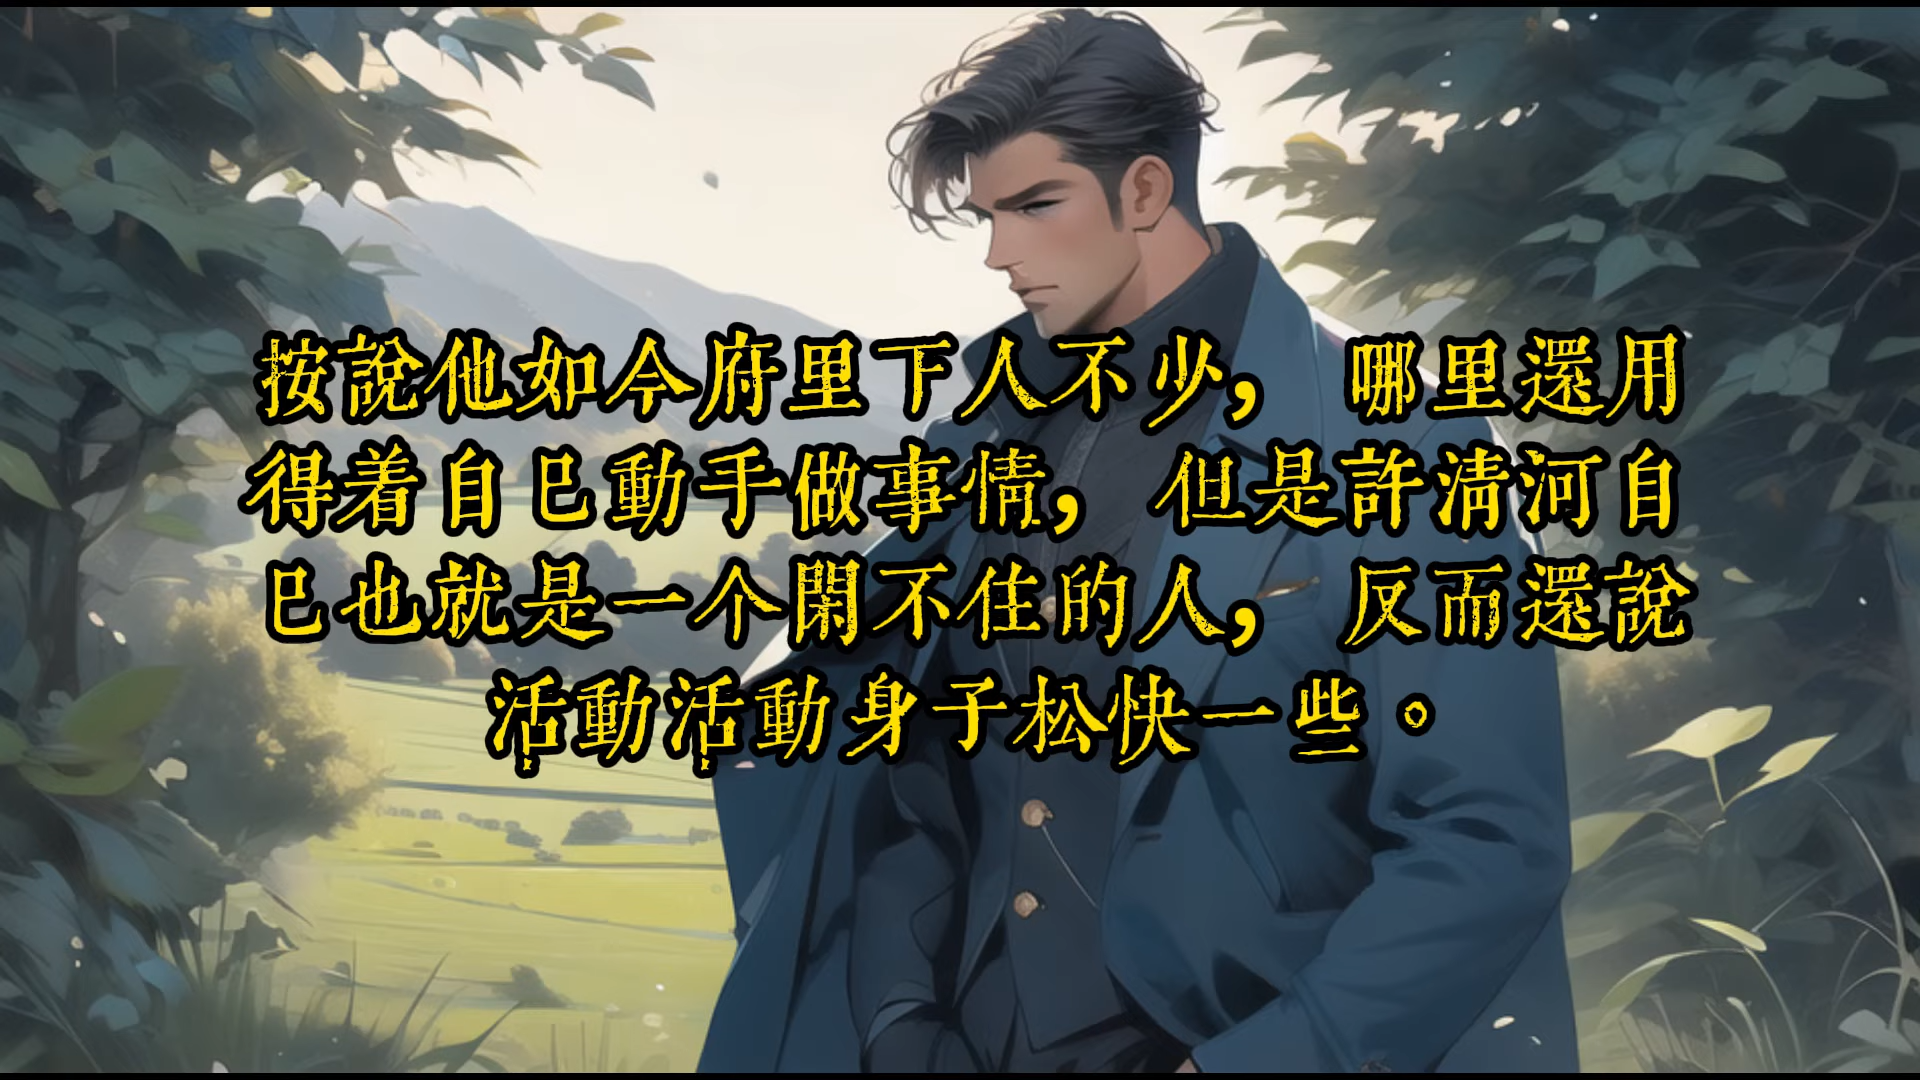 按說他如今府里下人不少，哪里還用
得着自已動手做事情，但是許清河自
已也就是一个閑不住的人，反而還說
活動活動身子松快一些。